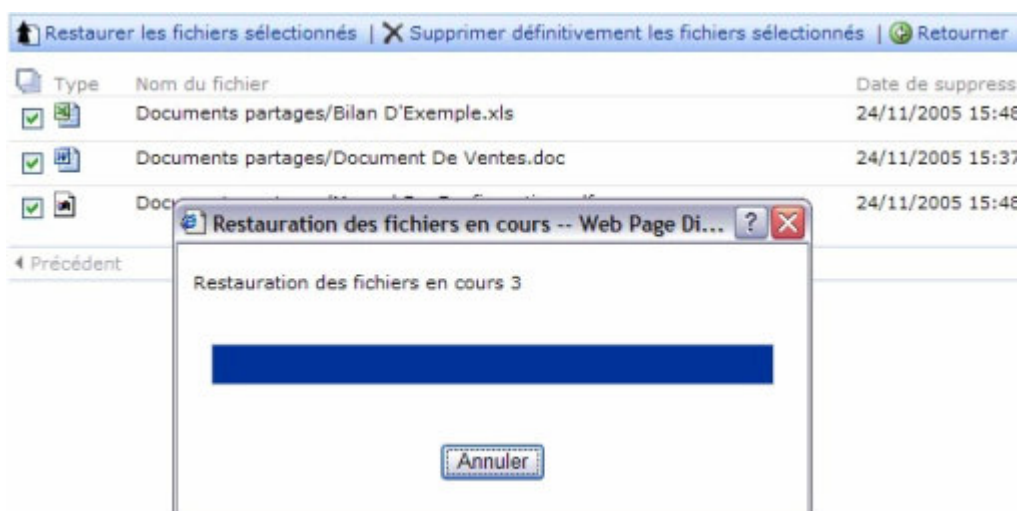 Restaurer les fichiers sélectionnés | Supprimer définitivement les fichiers sélectionnés | Retourner
Type Nom du fichier Date de suppress
Documents partages/Bilan D'Exemple.xls 24/11/2005 15:48
Documents partages/Document De Ventes.doc 24/11/2005 15:37
24/11/2005 15:48
Restauration des fichiers en cours -- Web Page Di...
Précédent
Restauration des fichiers en cours 3
Annuler